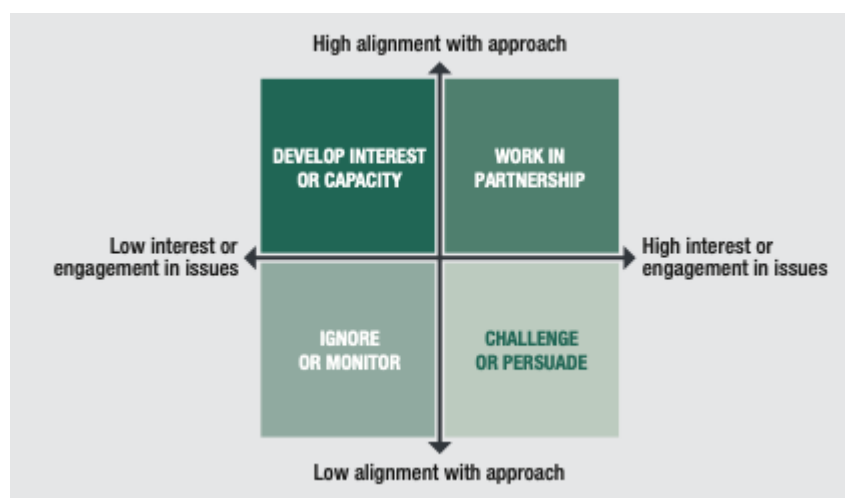 High alignment with approach
DEVELOP INTEREST
OR CAPACITY
WORK IN
PARTNERSHIP
Low interest or
engagement in issues
High interest or
engagement in issues
IGNORE
OR MONITOR
CHALLENGE
OR PERSUADE
Low alignment with approach